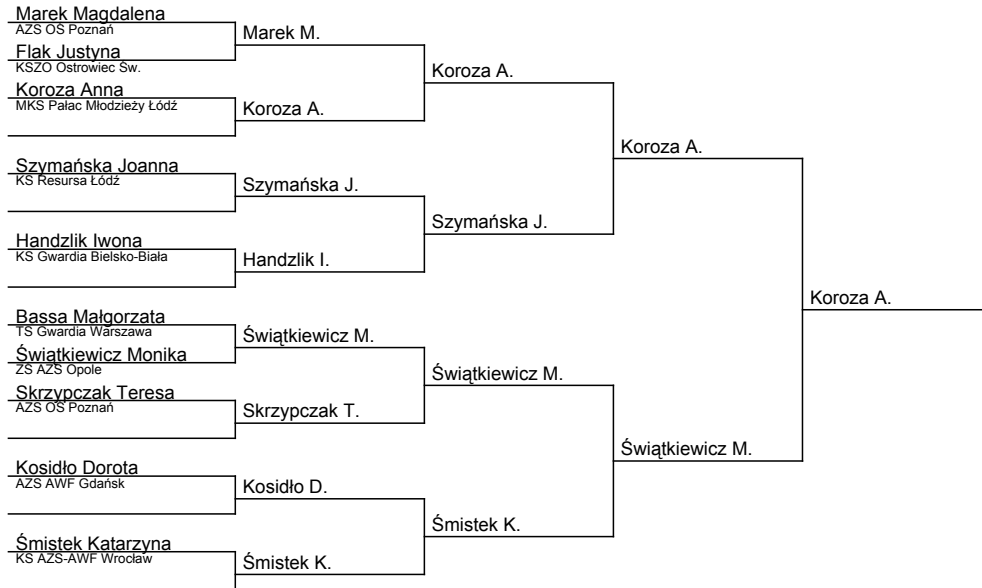 Marek Magdalena
AZS OŚ Poznań
Flak Justyna
KSZO Ostrowiec Św.
Koroza Anna
MKS Pałac Młodzieży Łódź
Szymańska Joanna
KS Resursa Łódź
Handzlik Iwona
KS Gwardia Bielsko-Biała
Bassa Małgorzata
TS Gwardia Warszawa
Świątkiewicz Monika
ZS AZS Opole
Skrzypczak Teresa
AZS OŚ Poznań
Kosidło Dorota
AZS AWF Gdańsk
Śmistek Katarzyna
KS AZS-AWF Wrocław
Marek M.
Koroza A.
Szymańska J.
Handzlik I.
Świątkiewicz M.
Skrzypczak T.
Kosidło D.
Śmistek K.
Koroza A.
Szymańska J.
Świątkiewicz M.
Śmistek K.
Koroza A.
Świątkiewicz M.
Koroza A.